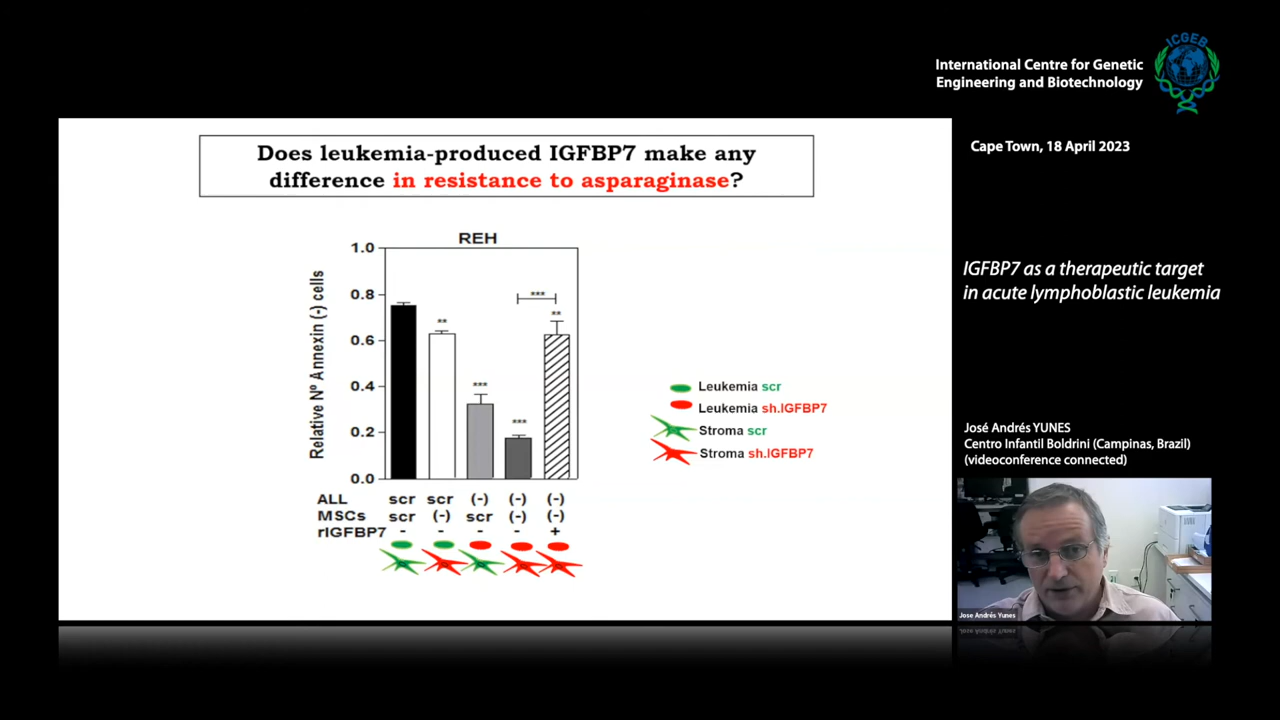 ICGEB
International Centre for Genetic
Engineering and Biotechnology
Cape Town, 18 April 2023
Does leukemia-produced IGFBP7 make any
difference in resistance to asparaginase?
REH
Relative Nº Annexin (-) cells
1.0
0.8
0.6
0.4
0.2
0.0
**
***
***
***
**
ALL scr scr (-) (-) (-)
MSCs scr (-) scr (-) (-)
rIGFBP7 - - - - +
Leukemia scr
Leukemia sh.IGFBP7
Stroma scr
Stroma sh.IGFBP7
IGFBP7 as a therapeutic target
in acute lymphoblastic leukemia
José Andrés YUNES
Centro Infantil Boldrini (Campinas, Brazil)
(videoconference connected)
Jose Andrés Yunes